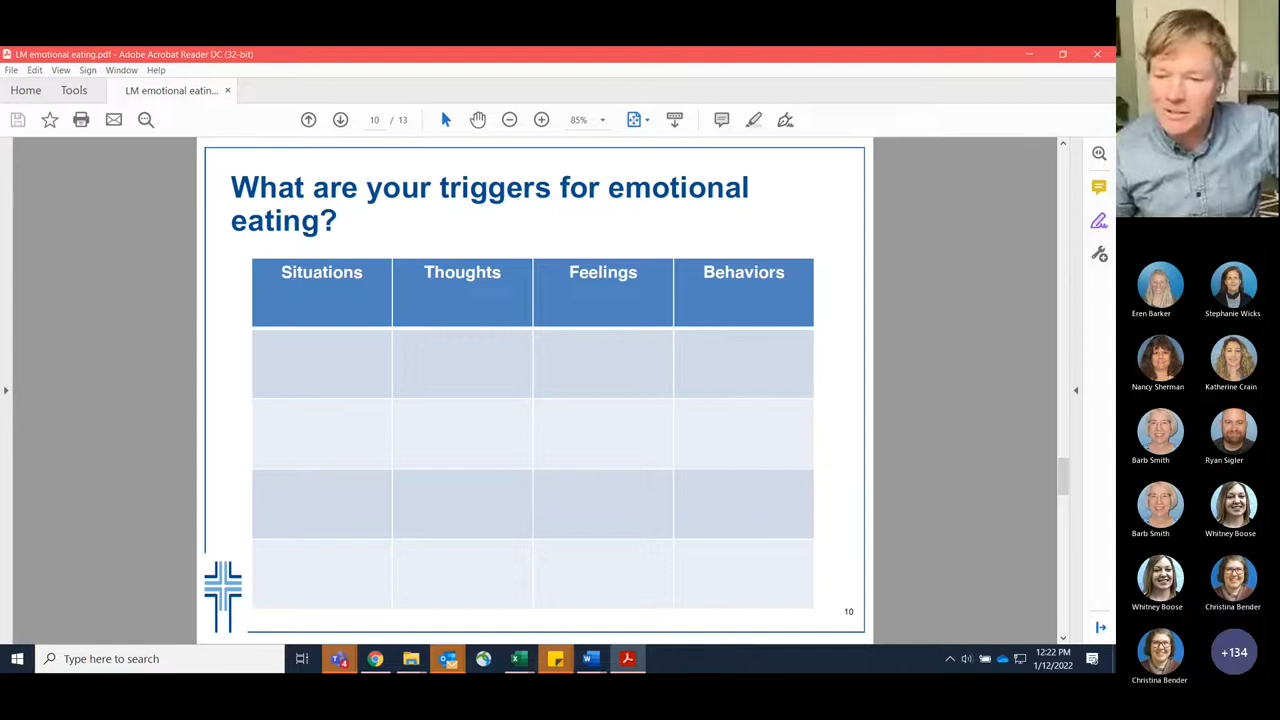 LM emotional eating.pdf - Adobe Acrobat Reader DC (32-bit)
File Edit View Sign Window Help
Home Tools LM emotional eatin... ×
10 / 13 85%
What are your triggers for emotional
eating?
Situations Thoughts Feelings Behaviors
10
Eren Barker Stephanie Wicks
Nancy Sherman Katherine Crain
Barb Smith Ryan Sigler
Barb Smith Whitney Boose
Whitney Boose Christina Bender
Christina Bender +134
Type here to search
12:22 PM
1/12/2022